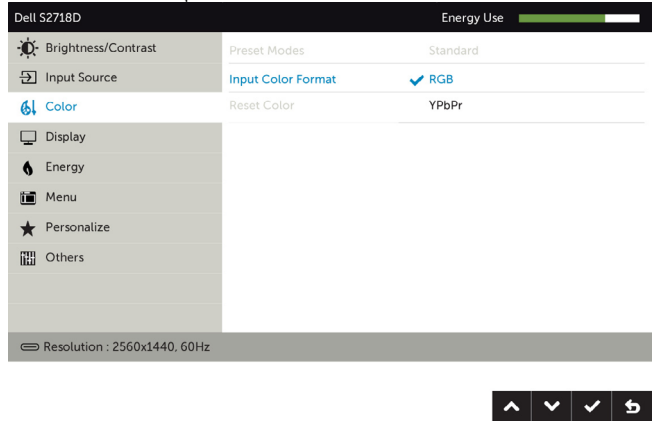 Dell S2718D Energy Use
Brightness/Contrast Preset Modes Standard
Input Source Input Color Format RGB
Color Reset Color YPbPr
Display
Energy
Menu
Personalize
Others
Resolution : 2560x1440, 60Hz